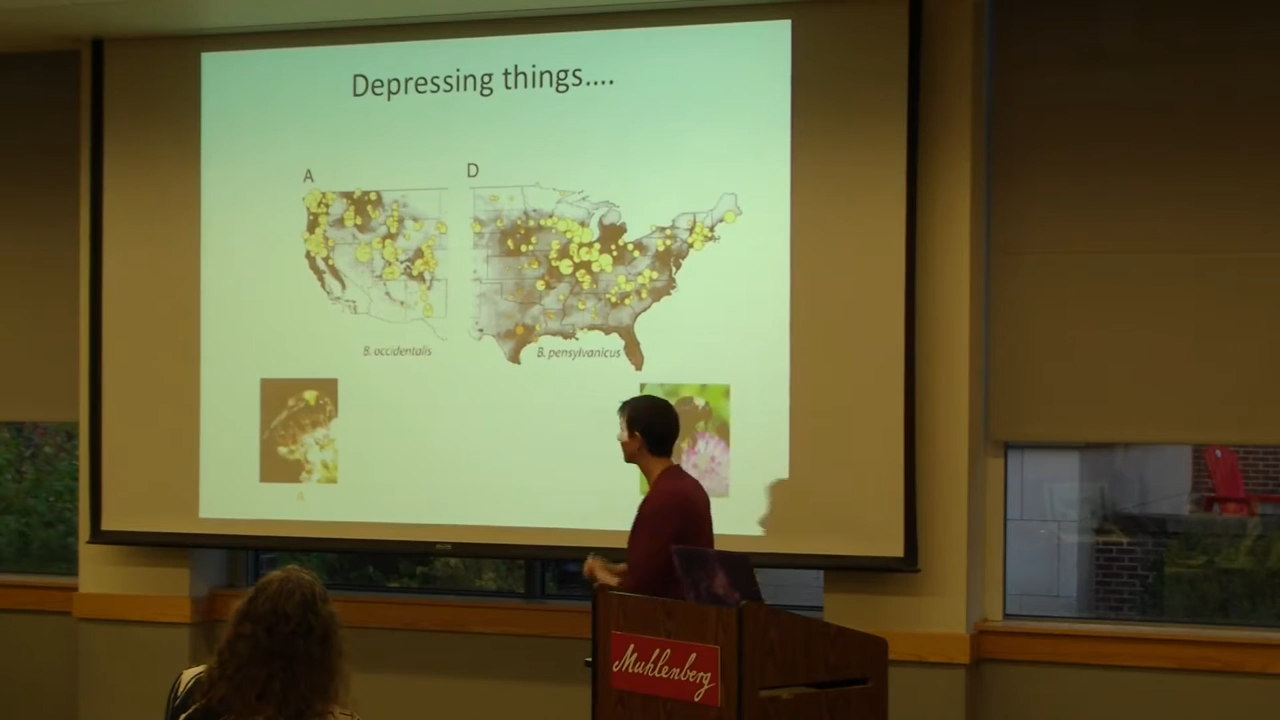 Depressing things....
A
D
B. occidentalis
B. pensylvanicus
A
Muhlenberg